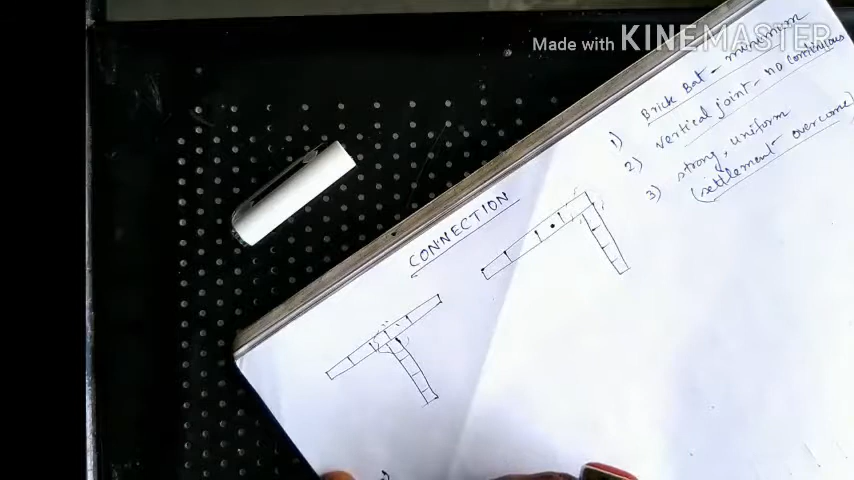 Made with KINEMASTER
1) Brick Bat - minimum
2) Vertical joint - no continuous
3) strong, uniform
(settlement overcome)
CONNECTION